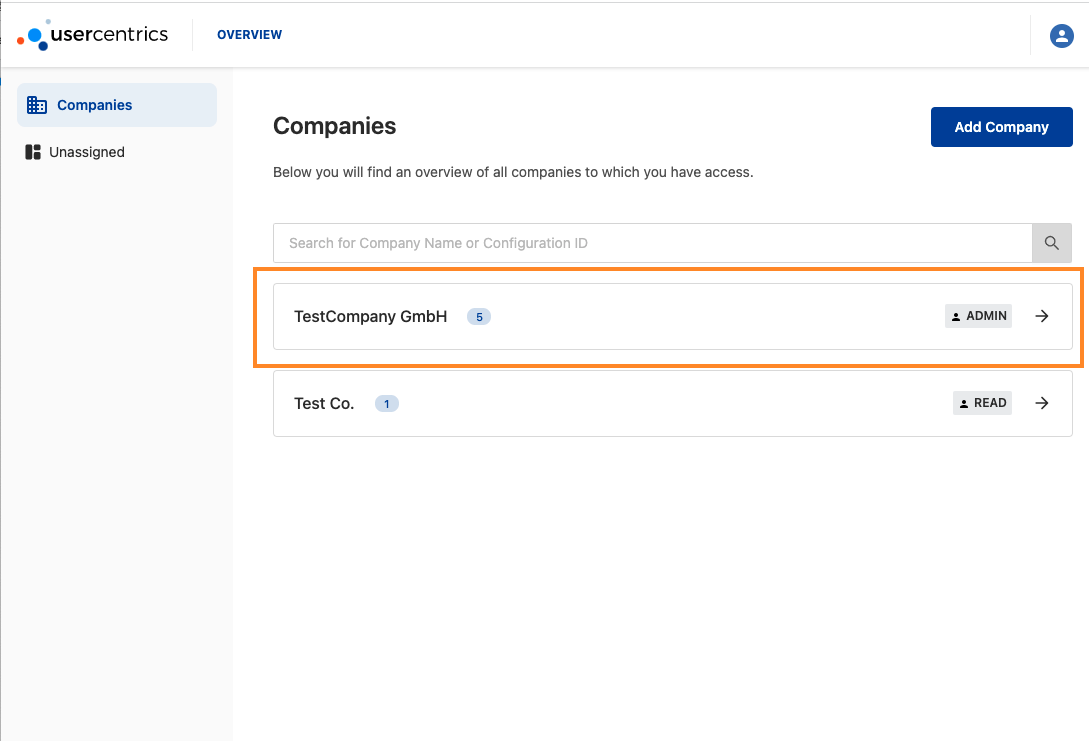 usercentrics
OVERVIEW
Companies
Unassigned
Companies
Add Company
Below you will find an overview of all companies to which you have access.
Search for Company Name or Configuration ID
TestCompany GmbH 5 ADMIN
Test Co. 1 READ